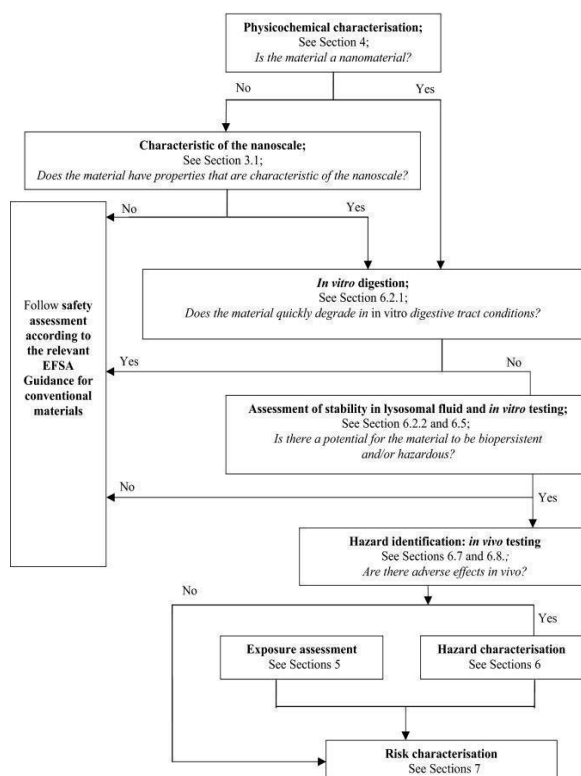 Physicochemical characterisation;
See Section 4;
Is the material a nanomaterial?
No
Yes
Characteristic of the nanoscale;
See Section 3.1;
Does the material have properties that are characteristic of the nanoscale?
No
Yes
In vitro digestion;
See Section 6.2.1;
Does the material quickly degrade in in vitro digestive tract conditions?
Follow safety
assessment
according to
the relevant
EFSA
Guidance for
conventional
materials
Yes
No
Assessment of stability in lysosomal fluid and in vitro testing;
See Section 6.2.2 and 6.5;
Is there a potential for the material to be biopersistent
and/or hazardous?
No
Yes
Hazard identification: in vivo testing
See Sections 6.7 and 6.8.;
Are there adverse effects in vivo?
No
Yes
Exposure assessment
See Sections 5
Hazard characterisation
See Sections 6
Risk characterisation
See Sections 7